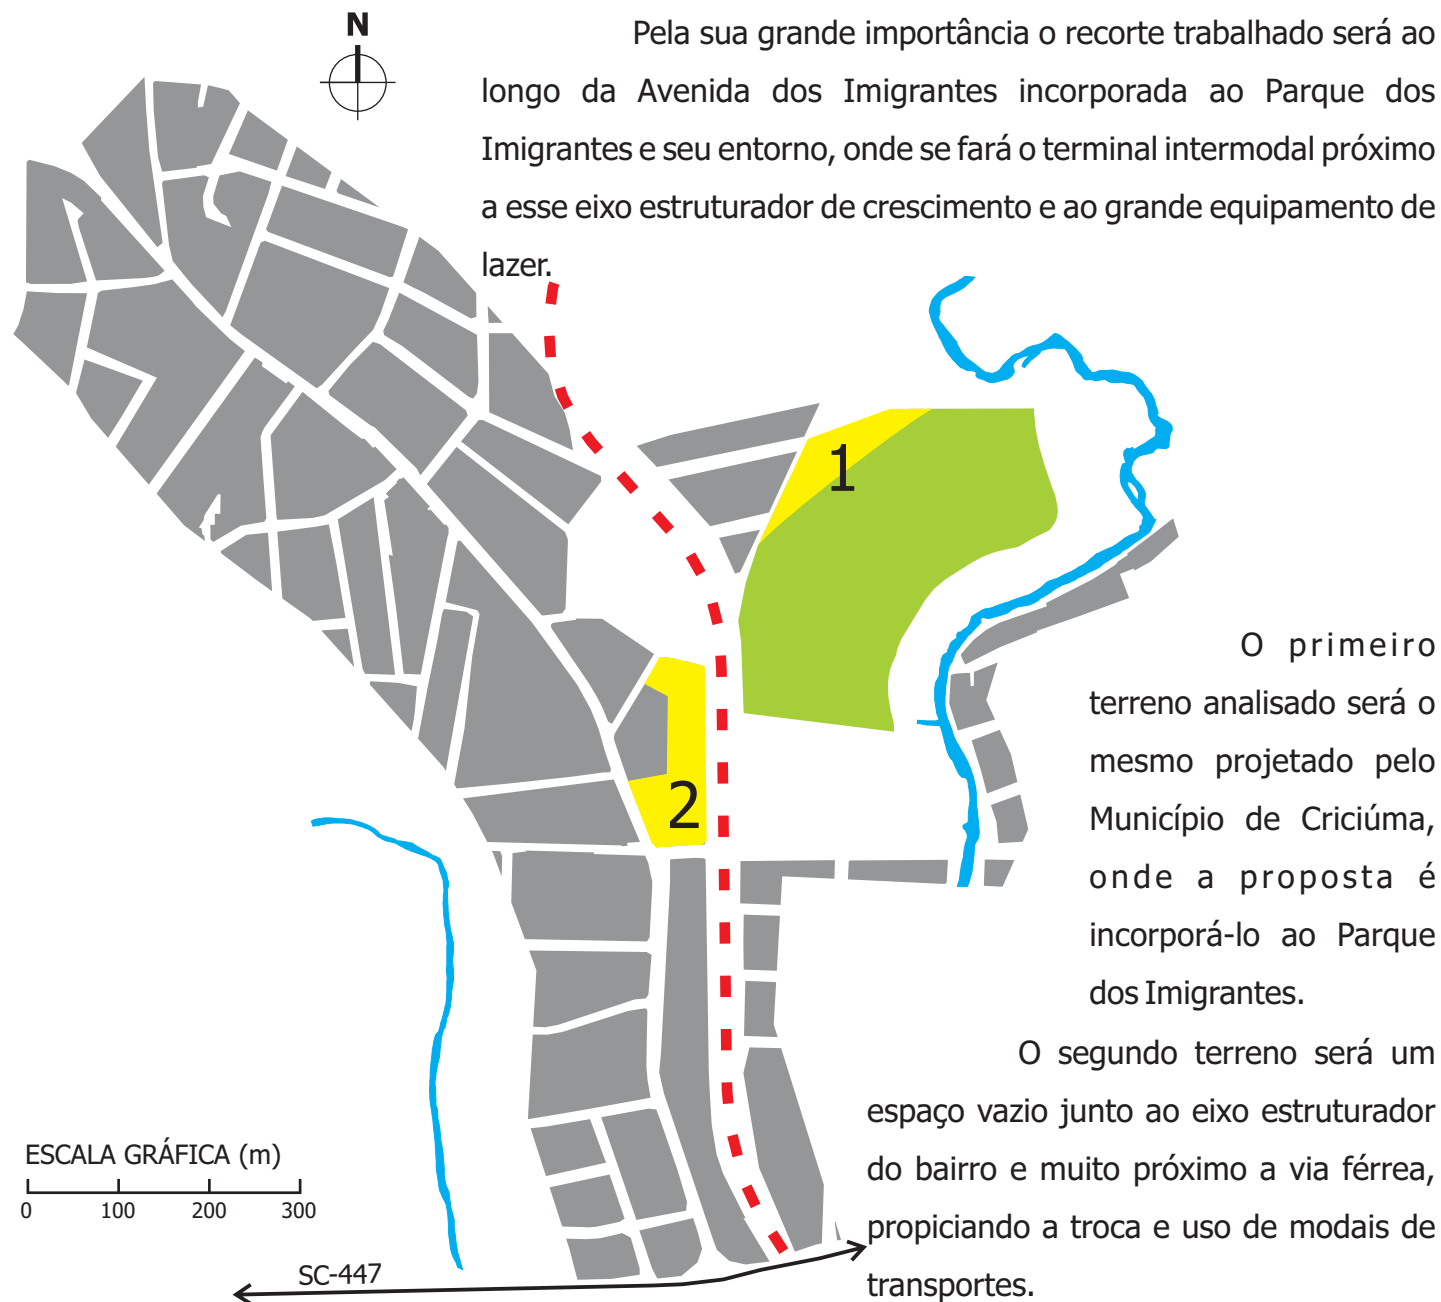 N
Pela sua grande importância o recorte trabalhado será ao
longo da Avenida dos Imigrantes incorporada ao Parque dos
Imigrantes e seu entorno, onde se fará o terminal intermodal próximo
a esse eixo estruturador de crescimento e ao grande equipamento de
lazer.
1
2
O primeiro
terreno analisado será o
mesmo projetado pelo
Município de Criciúma,
onde a proposta é
incorporá-lo ao Parque
dos Imigrantes.
O segundo terreno será um
espaço vazio junto ao eixo estruturador
do bairro e muito próximo a via férrea,
propiciando a troca e uso de modais de
transportes.
ESCALA GRÁFICA (m)
0 100 200 300
SC-447